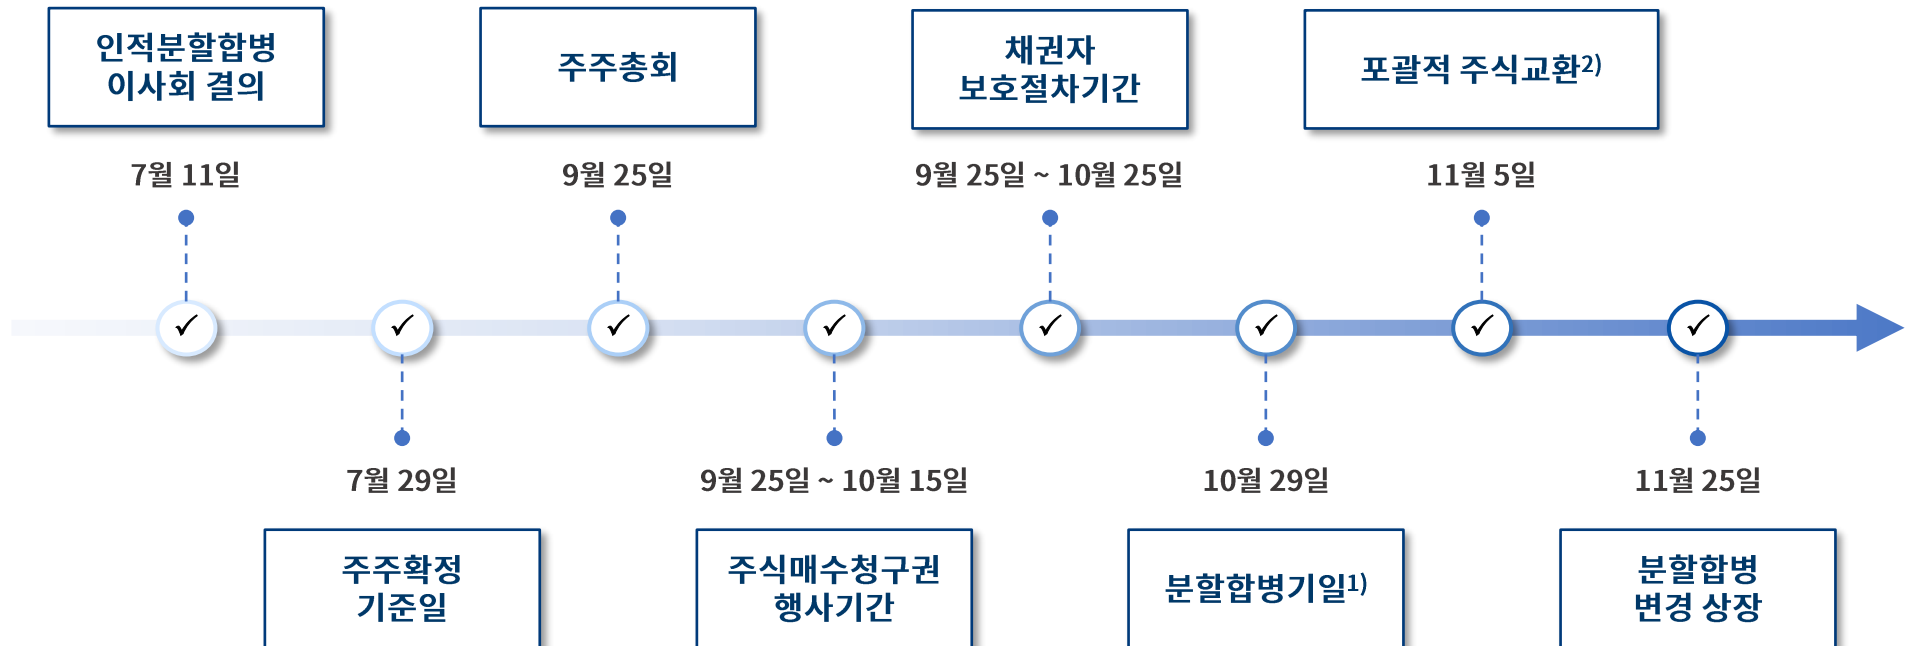 인적분할합병
이사회 결의
7월 11일
주주총회
9월 25일
채권자
보호절차기간
9월 25일 ~ 10월 25일
포괄적 주식교환2)
11월 5일
7월 29일
주주확정
기준일
9월 25일 ~ 10월 15일
주식매수청구권
행사기간
10월 29일
분할합병기일1)
11월 25일
분할합병
변경 상장